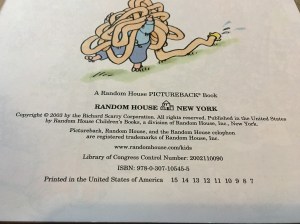 A Random House PICTUREBACK® Book
RANDOM HOUSE NEW YORK
Copyright © 2003 by the Richard Scarry Corporation. All rights reserved. Published in the United States
by Random House Children's Books, a division of Random House, Inc., New York.
Pictureback, Random House, and the Random House colophon
are registered trademarks of Random House, Inc.
www.randomhouse.com/kids
Library of Congress Control Number: 2002110090
ISBN: 978-0-307-10545-5
Printed in the United States of America 15 14 13 12 11 10 9 8 7